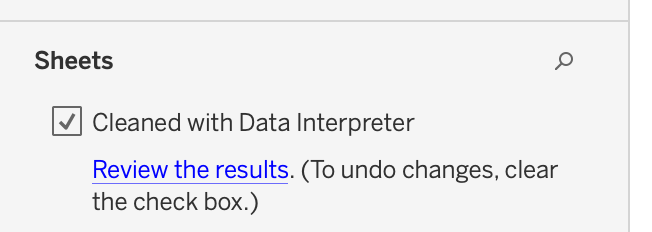 Sheets
Cleaned with Data Interpreter
Review the results. (To undo changes, clear
the check box.)